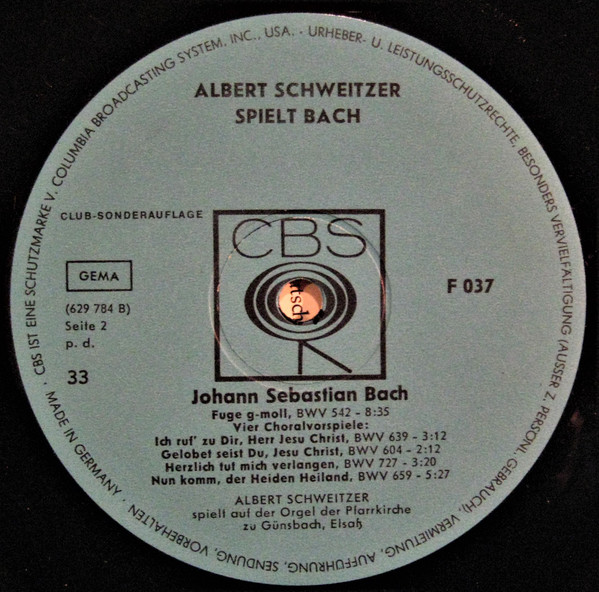 CBS IST EINE SCHUTZMARKE V. COLUMBIA BROADCASTING SYSTEM, INC., USA. · URHEBER- U. LEISTUNGSSCHUTZRECHTE, BESONDERS VERVIELFÄLTIGUNG (AUSSER Z. PERSÖNL. GEBRAUCH), VERMIETUNG, AUFFÜHRUNG, SENDUNG, VORBEHALTEN · MADE IN GERMANY ·
ALBERT SCHWEITZER
SPIELT BACH
CLUB-SONDERAUFLAGE
CBS
GEMA
F 037
(629 784 B)
Seite 2
p. d.
33
Johann Sebastian Bach
Fuge g-moll, BWV 542 - 8:35
Vier Choralvorspiele:
Ich ruf' zu Dir, Herr Jesu Christ, BWV 639 - 3:12
Gelobet seist Du, Jesu Christ, BWV 604 - 2:12
Herzlich tut mich verlangen, BWV 727 - 3:20
Nun komm, der Heiden Heiland, BWV 659 - 5:27
ALBERT SCHWEITZER
spielt auf der Orgel der Pfarrkirche
zu Günsbach, Elsaß